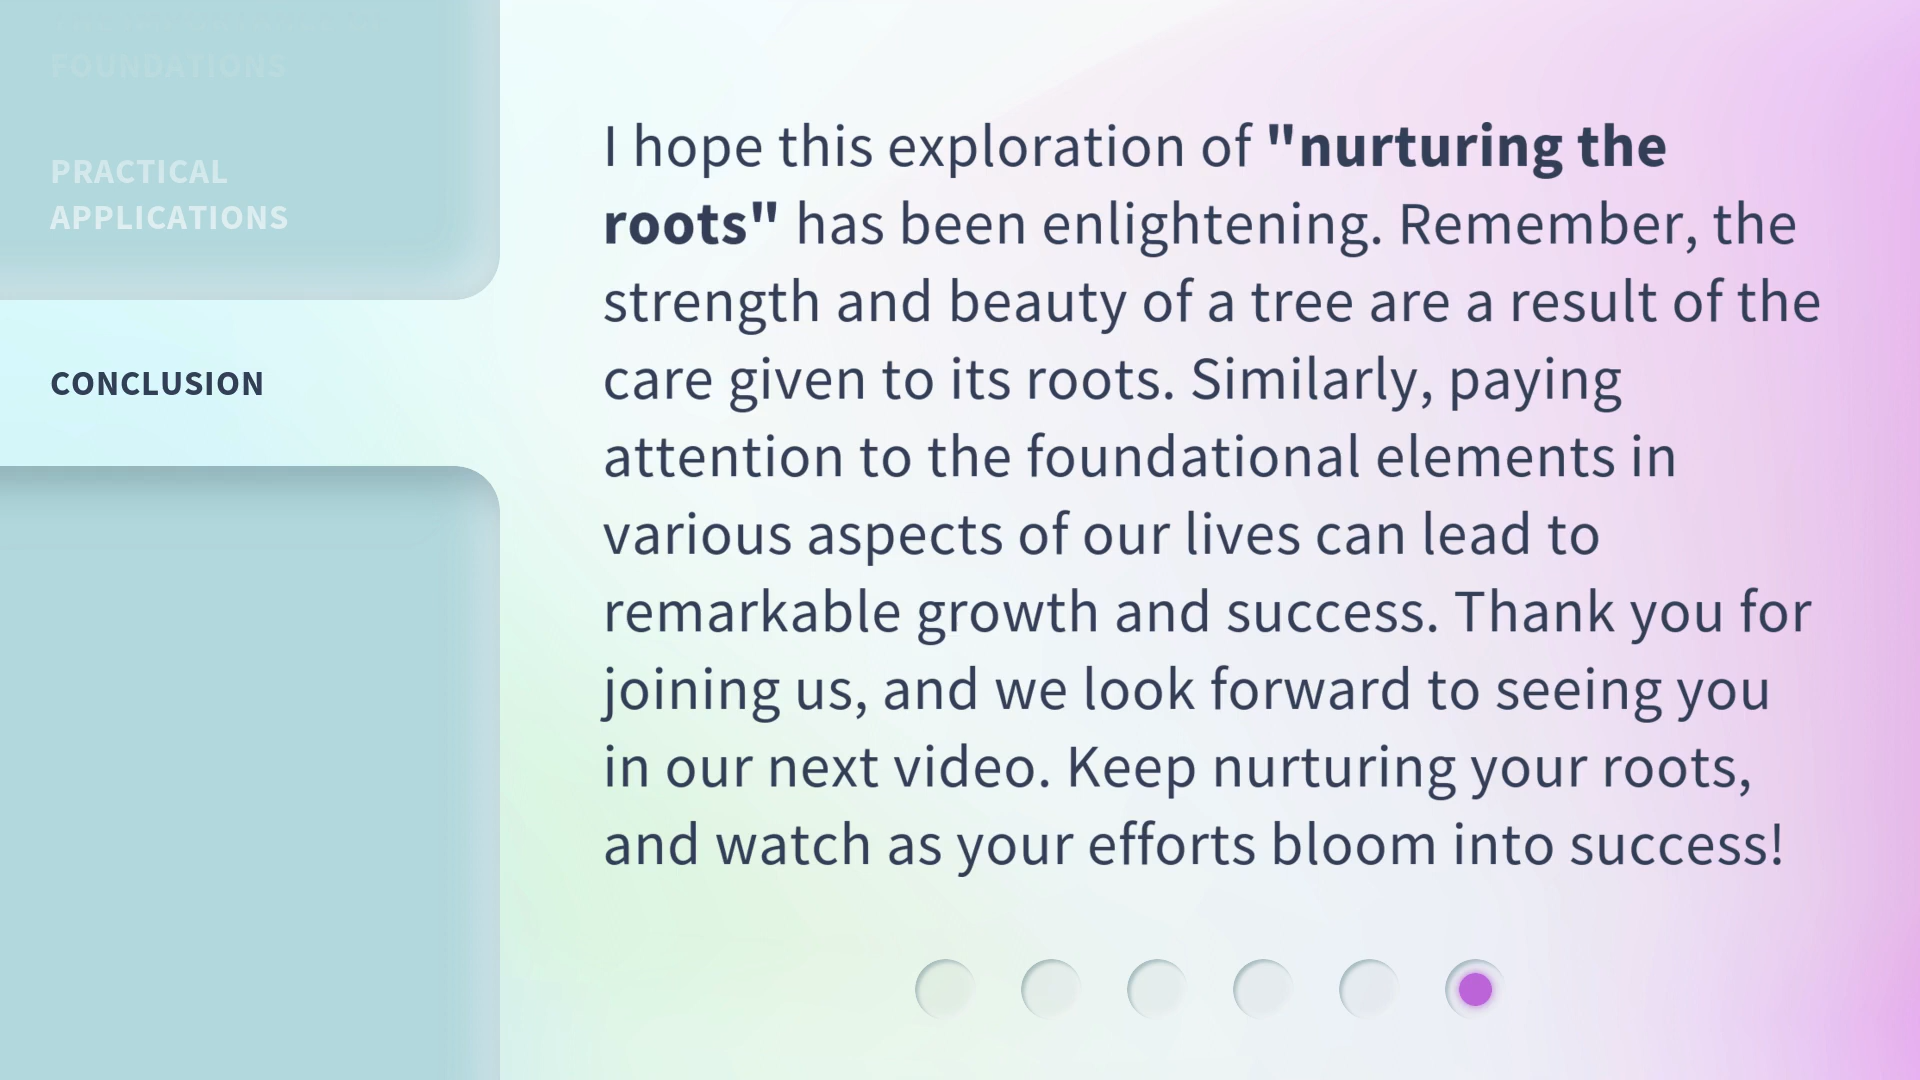 FOUNDATIONS
PRACTICAL
APPLICATIONS
CONCLUSION
I hope this exploration of "nurturing the
roots" has been enlightening. Remember, the
strength and beauty of a tree are a result of the
care given to its roots. Similarly, paying
attention to the foundational elements in
various aspects of our lives can lead to
remarkable growth and success. Thank you for
joining us, and we look forward to seeing you
in our next video. Keep nurturing your roots,
and watch as your efforts bloom into success!